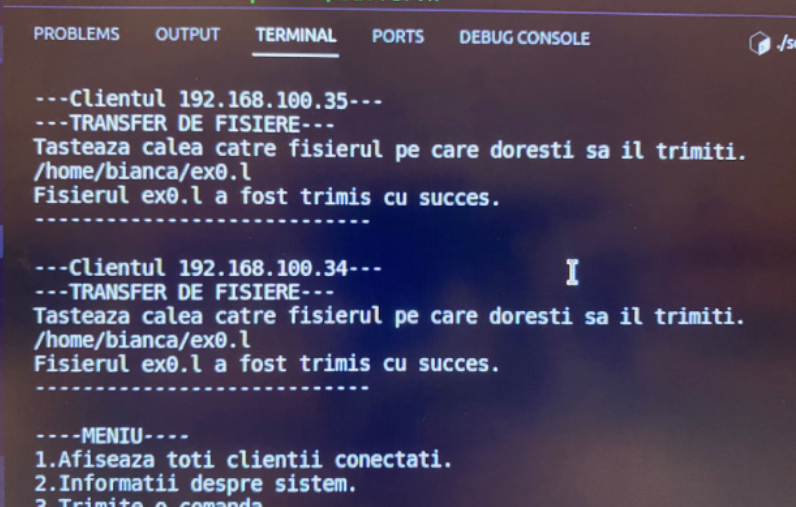 PROBLEMS OUTPUT TERMINAL PORTS DEBUG CONSOLE
---Clientul 192.168.100.35---
---TRANSFER DE FISIERE---
Tasteaza calea catre fisierul pe care doresti sa il trimiti.
/home/bianca/ex0.l
Fisierul ex0.l a fost trimis cu succes.
----------------------------
---Clientul 192.168.100.34---
---TRANSFER DE FISIERE---
Tasteaza calea catre fisierul pe care doresti sa il trimiti.
/home/bianca/ex0.l
Fisierul ex0.l a fost trimis cu succes.
----------------------------
----MENIU----
1.Afiseaza toti clientii conectati.
2.Informatii despre sistem.
3.Trimite o comanda